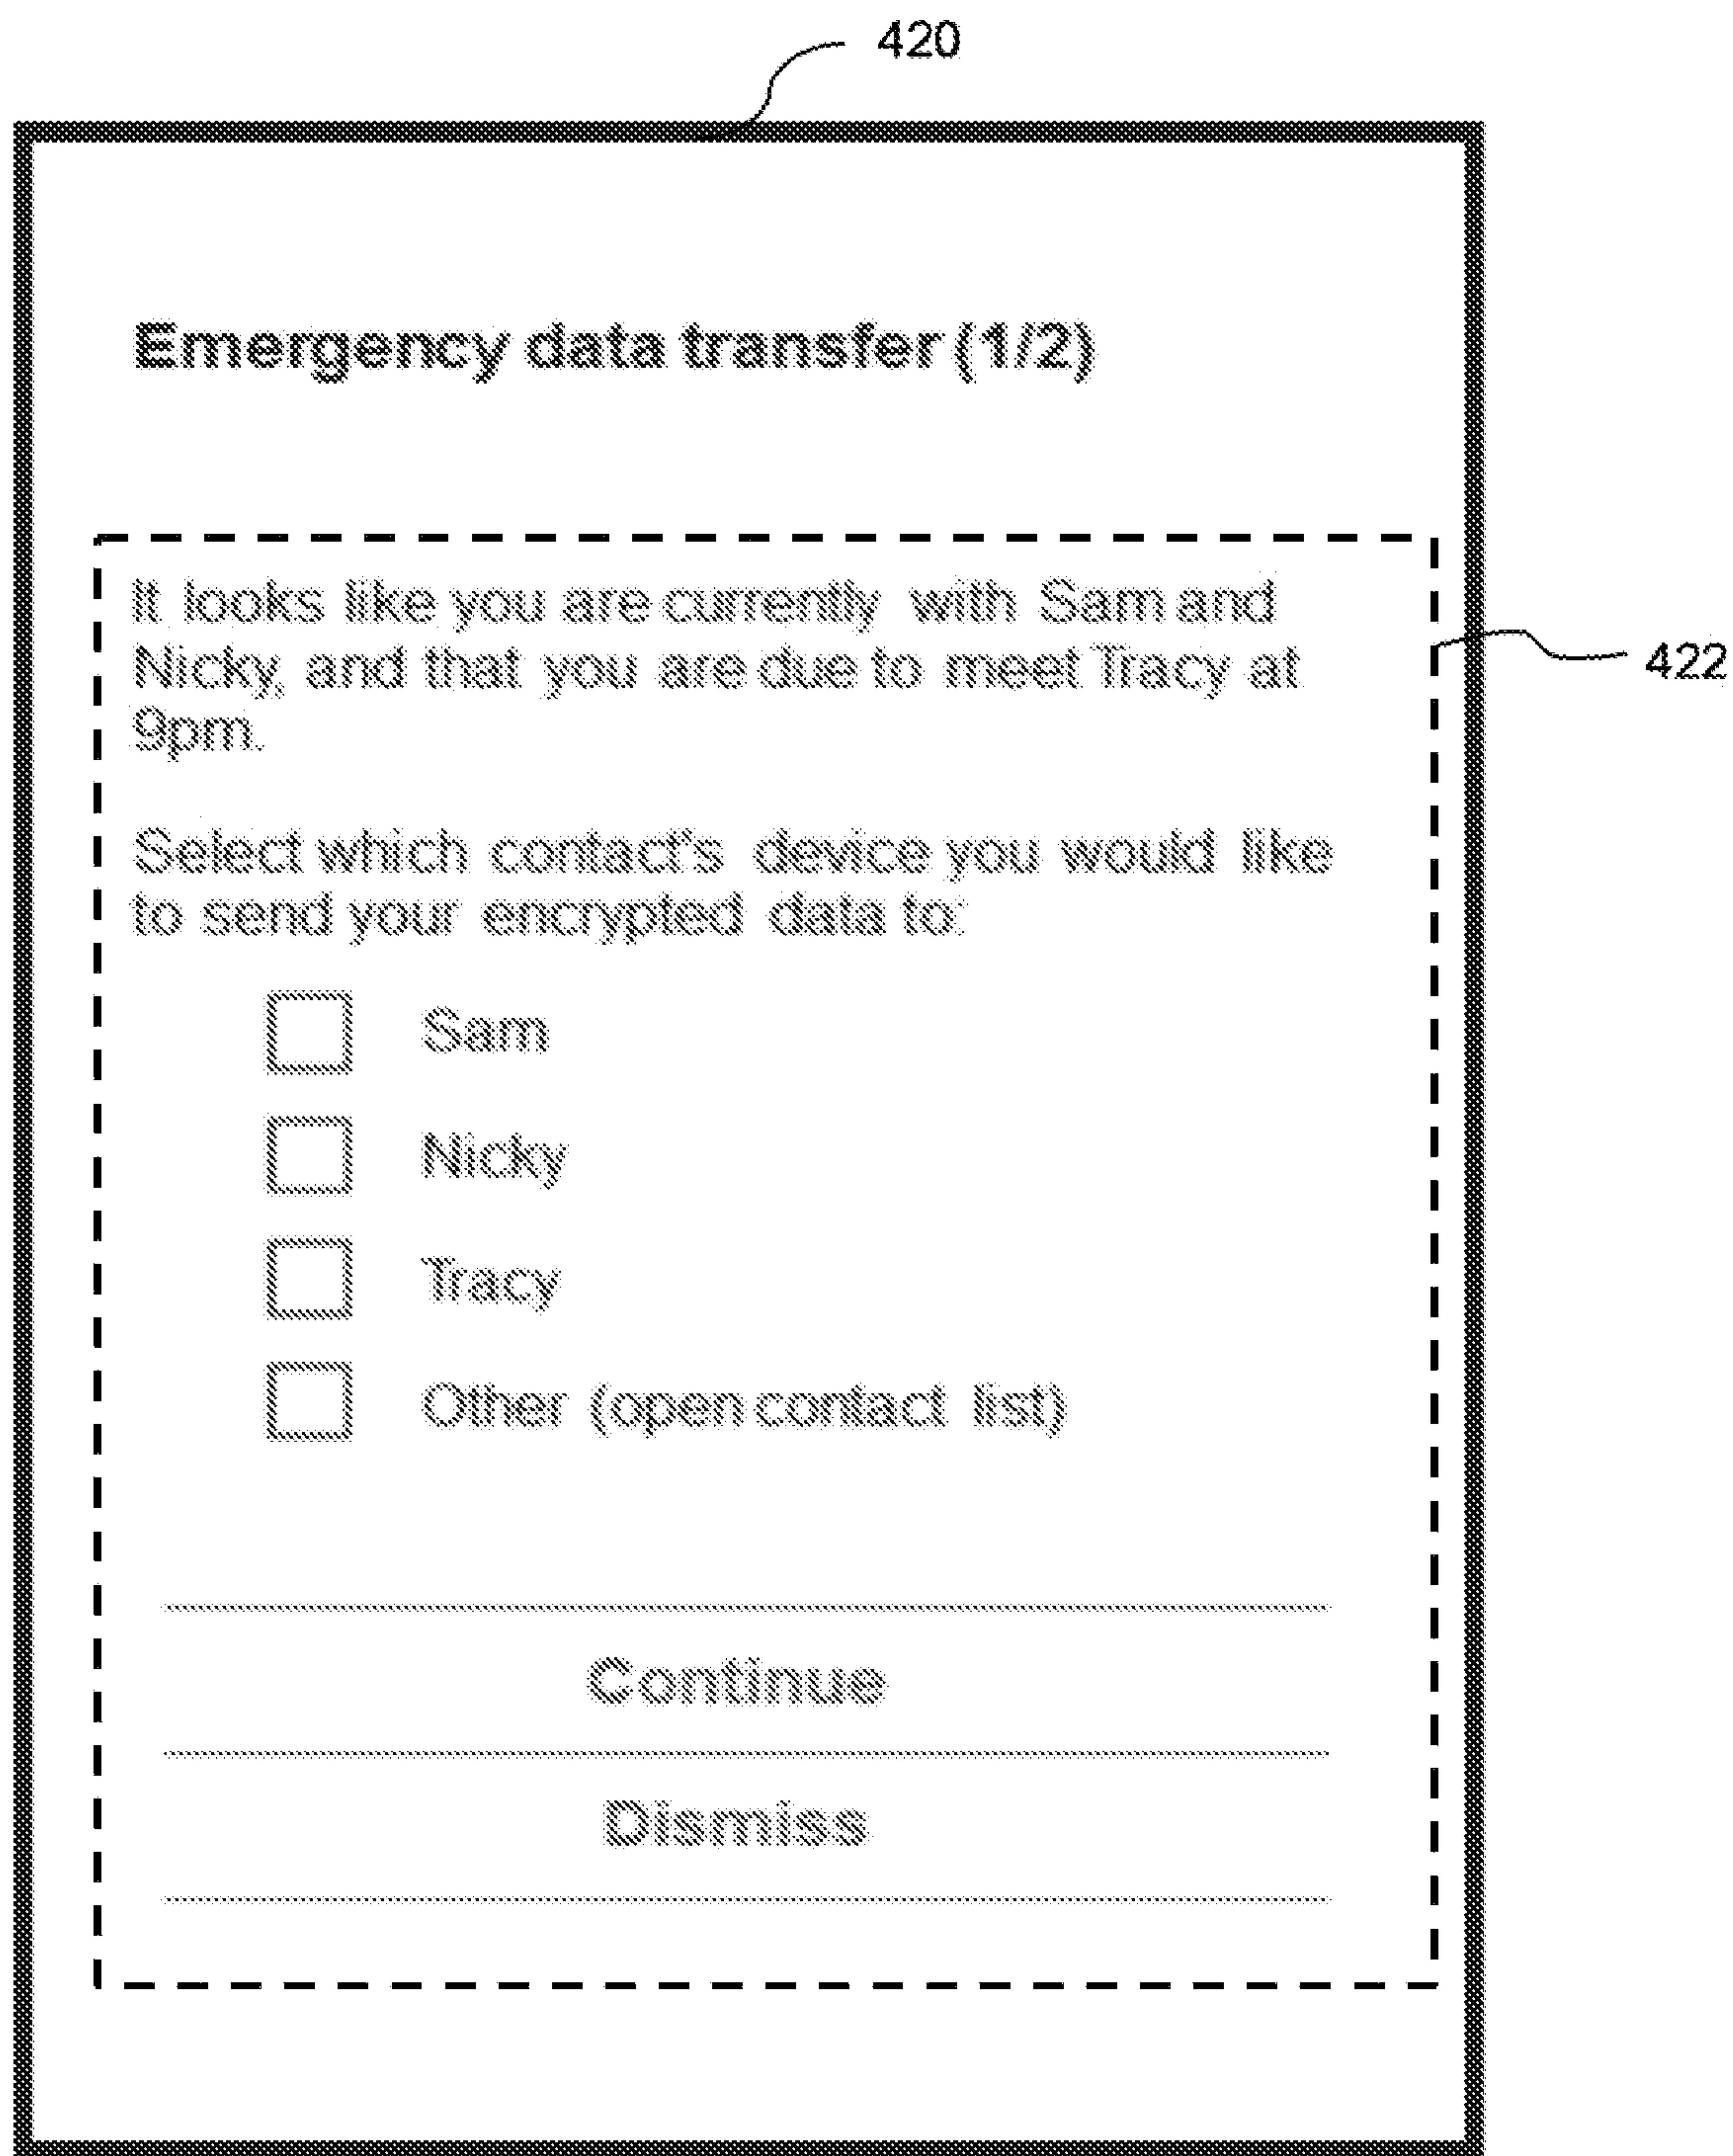 420
Emergency data transfer (1/2)
It looks like you are currently with Sam and
Nicky, and that you are due to meet Tracy at
9pm.
422
Select which contact's device you would like
to send your encrypted data to:
Sam
Nicky
Tracy
Other (open contact list)
Continue
Dismiss